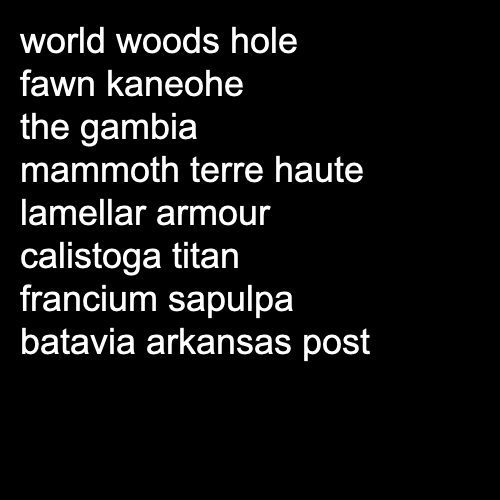 world woods hole
fawn kaneohe
the gambia
mammoth terre haute
lamellar armour
calistoga titan
francium sapulpa
batavia arkansas post